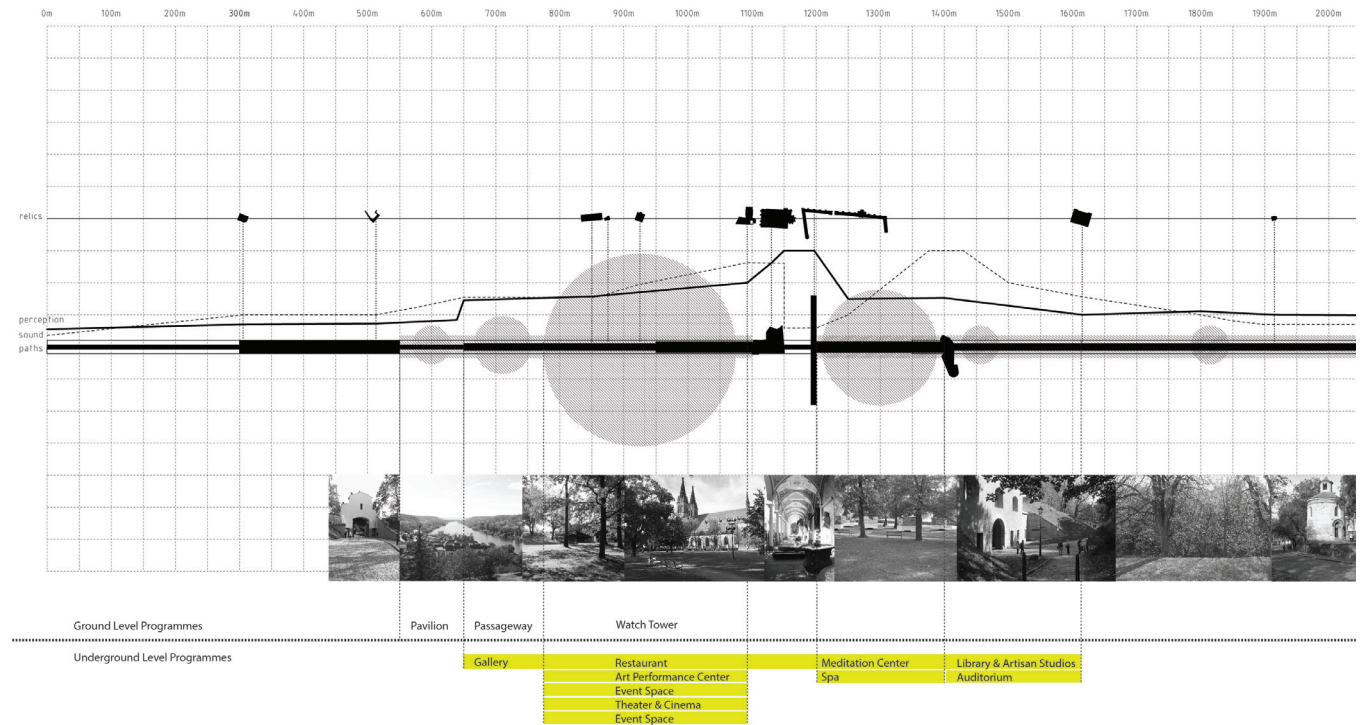 0m 100m 200m 300m 400m 500m 600m 700m 800m 900m 1000m 1100m 1200m 1300m 1400m 1500m 1600m 1700m 1800m 1900m 2000m
relics
perception
sound
paths
Ground Level Programmes Pavilion Passageway Watch Tower
Underground Level Programmes
Gallery Restaurant Meditation Center Library & Artisan Studios
Art Performance Center Spa Auditorium
Event Space
Theater & Cinema
Event Space